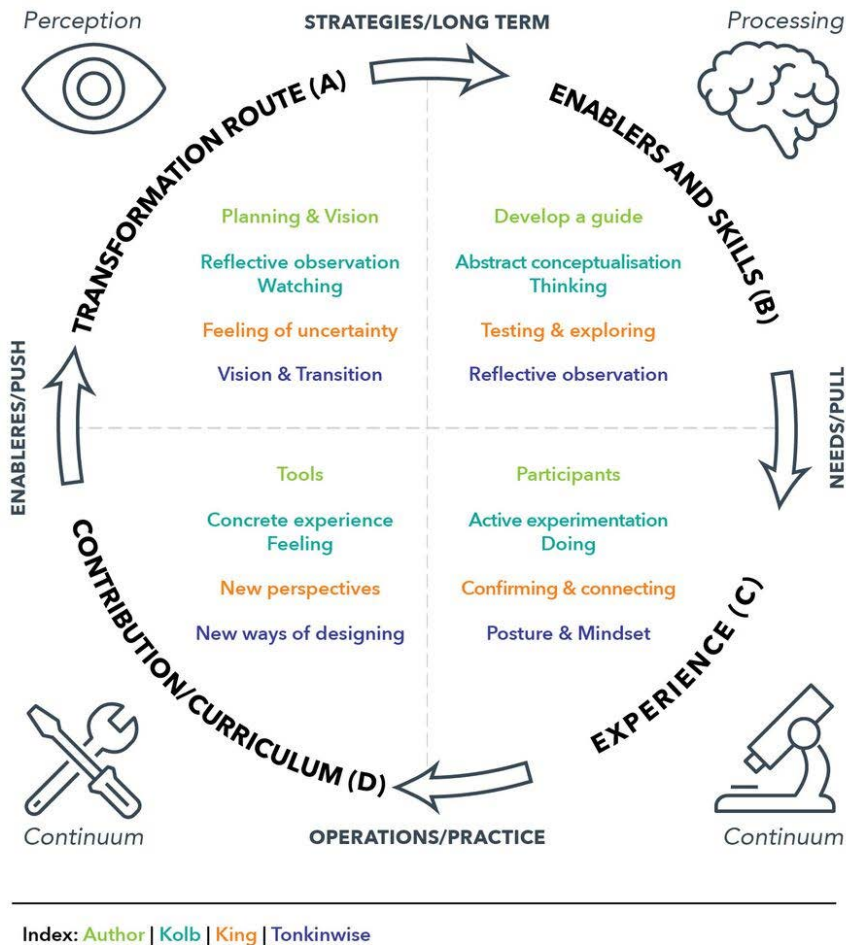 Perception
STRATEGIES/LONG TERM
Processing
TRANSFORMATION ROUTE (A)
ENABLERS AND SKILLS (B)
Planning & Vision
Reflective observation
Watching
Feeling of uncertainty
Vision & Transition
Develop a guide
Abstract conceptualisation
Thinking
Testing & exploring
Reflective observation
ENABLERES/PUSH
NEEDS/PULL
Tools
Concrete experience
Feeling
New perspectives
New ways of designing
Participants
Active experimentation
Doing
Confirming & connecting
Posture & Mindset
CONTRIBUTION/CURRICULUM (D)
EXPERIENCE (C)
Continuum
OPERATIONS/PRACTICE
Continuum
Index: Author | Kolb | King | Tonkinwise